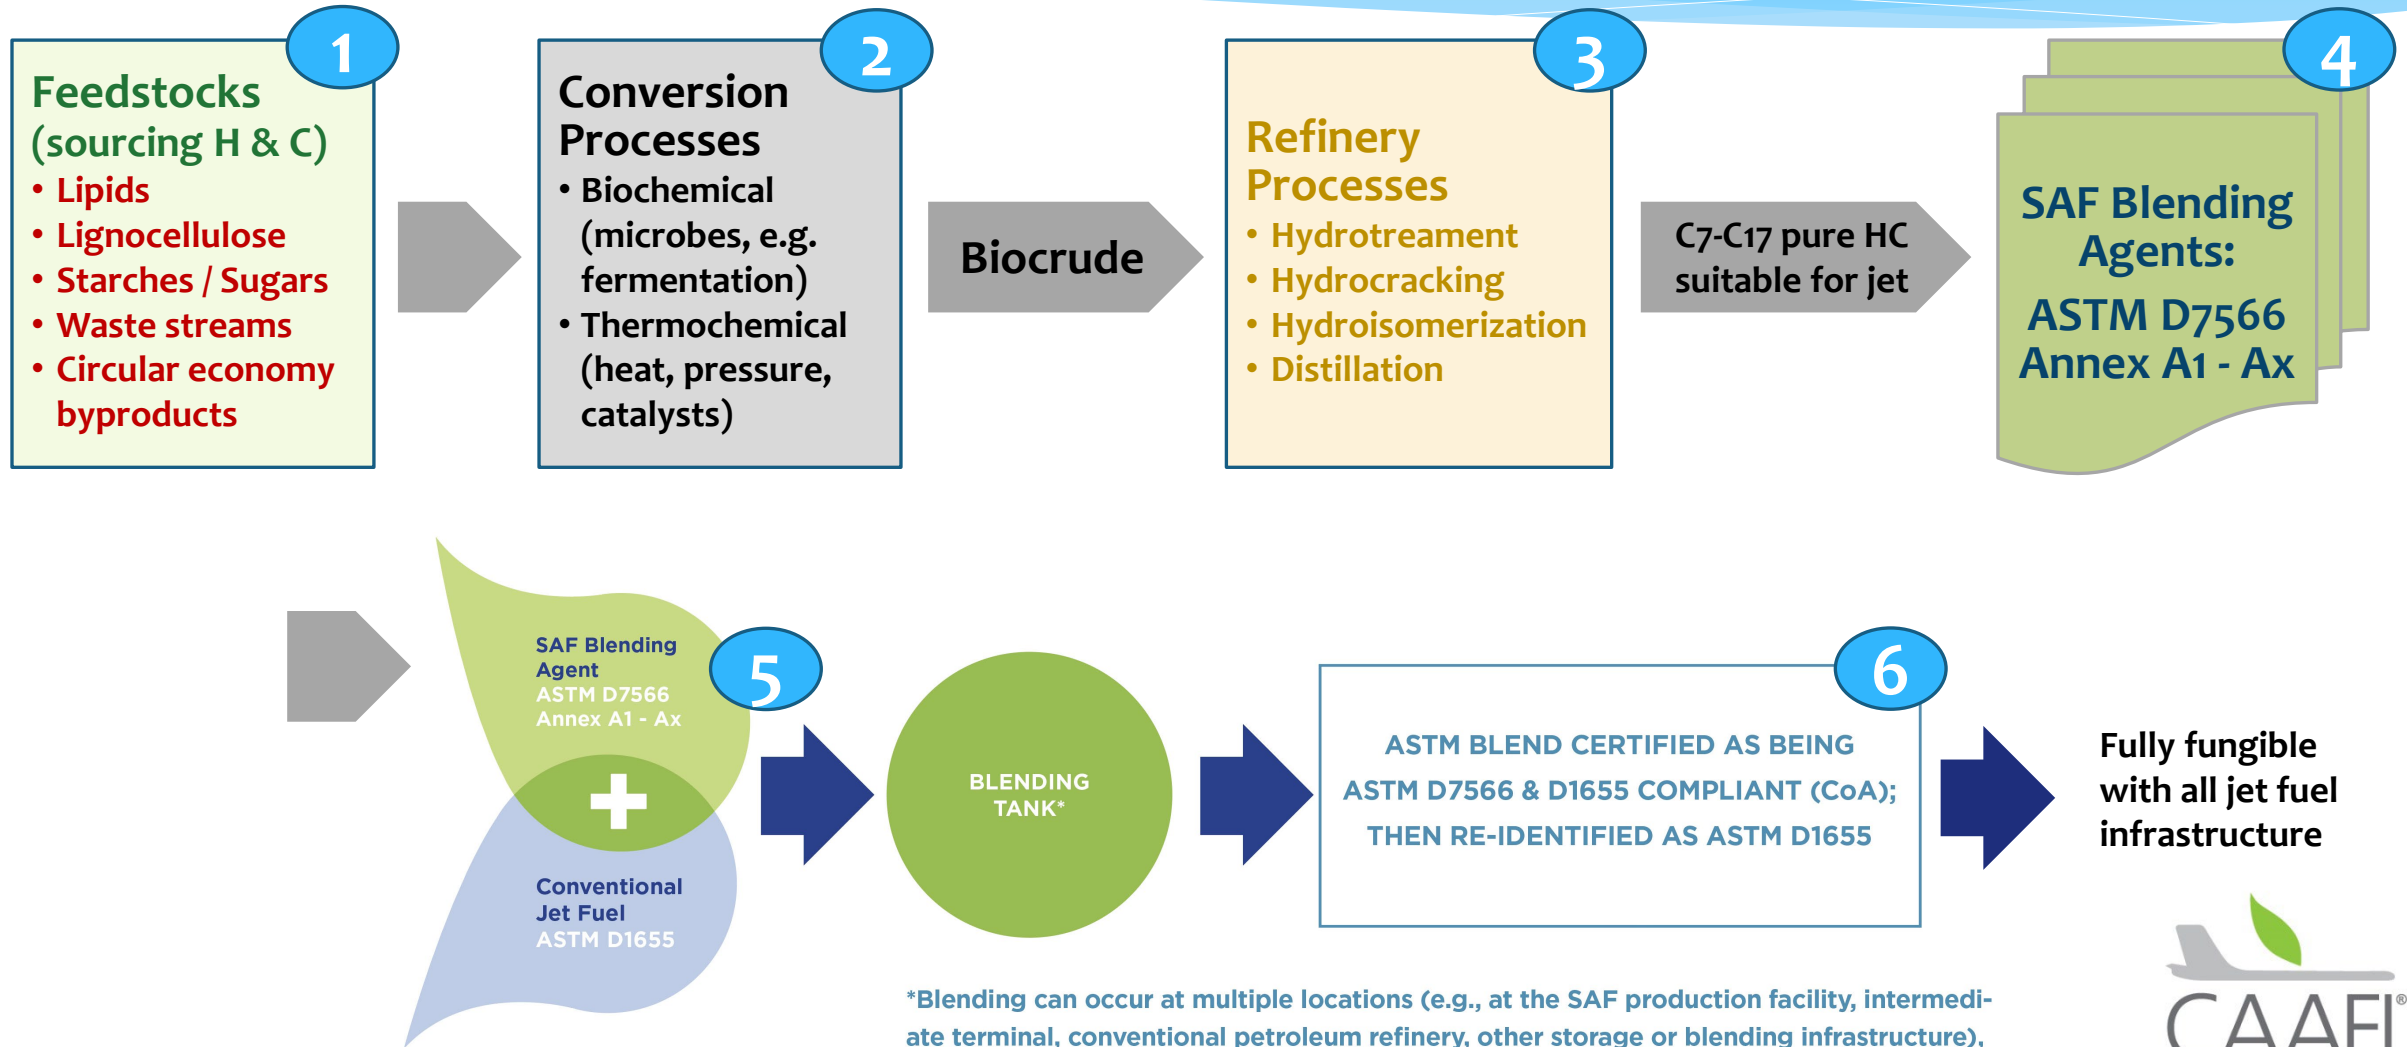 1
Feedstocks
(sourcing H & C)
• Lipids
• Lignocellulose
• Starches / Sugars
• Waste streams
• Circular economy
byproducts
2
Conversion
Processes
• Biochemical
(microbes, e.g.
fermentation)
• Thermochemical
(heat, pressure,
catalysts)
Biocrude
3
Refinery
Processes
• Hydrotreament
• Hydrocracking
• Hydroisomerization
• Distillation
C7-C17 pure HC
suitable for jet
4
SAF Blending
Agents:
ASTM D7566
Annex A1 - Ax
SAF Blending
Agent
ASTM D7566
Annex A1 - Ax
+
Conventional
Jet Fuel
ASTM D1655
5
BLENDING
TANK*
6
ASTM BLEND CERTIFIED AS BEING
ASTM D7566 & D1655 COMPLIANT (CoA);
THEN RE-IDENTIFIED AS ASTM D1655
Fully fungible
with all jet fuel
infrastructure
*Blending can occur at multiple locations (e.g., at the SAF production facility, intermedi-
ate terminal, conventional petroleum refinery, other storage or blending infrastructure),
CAAFI®